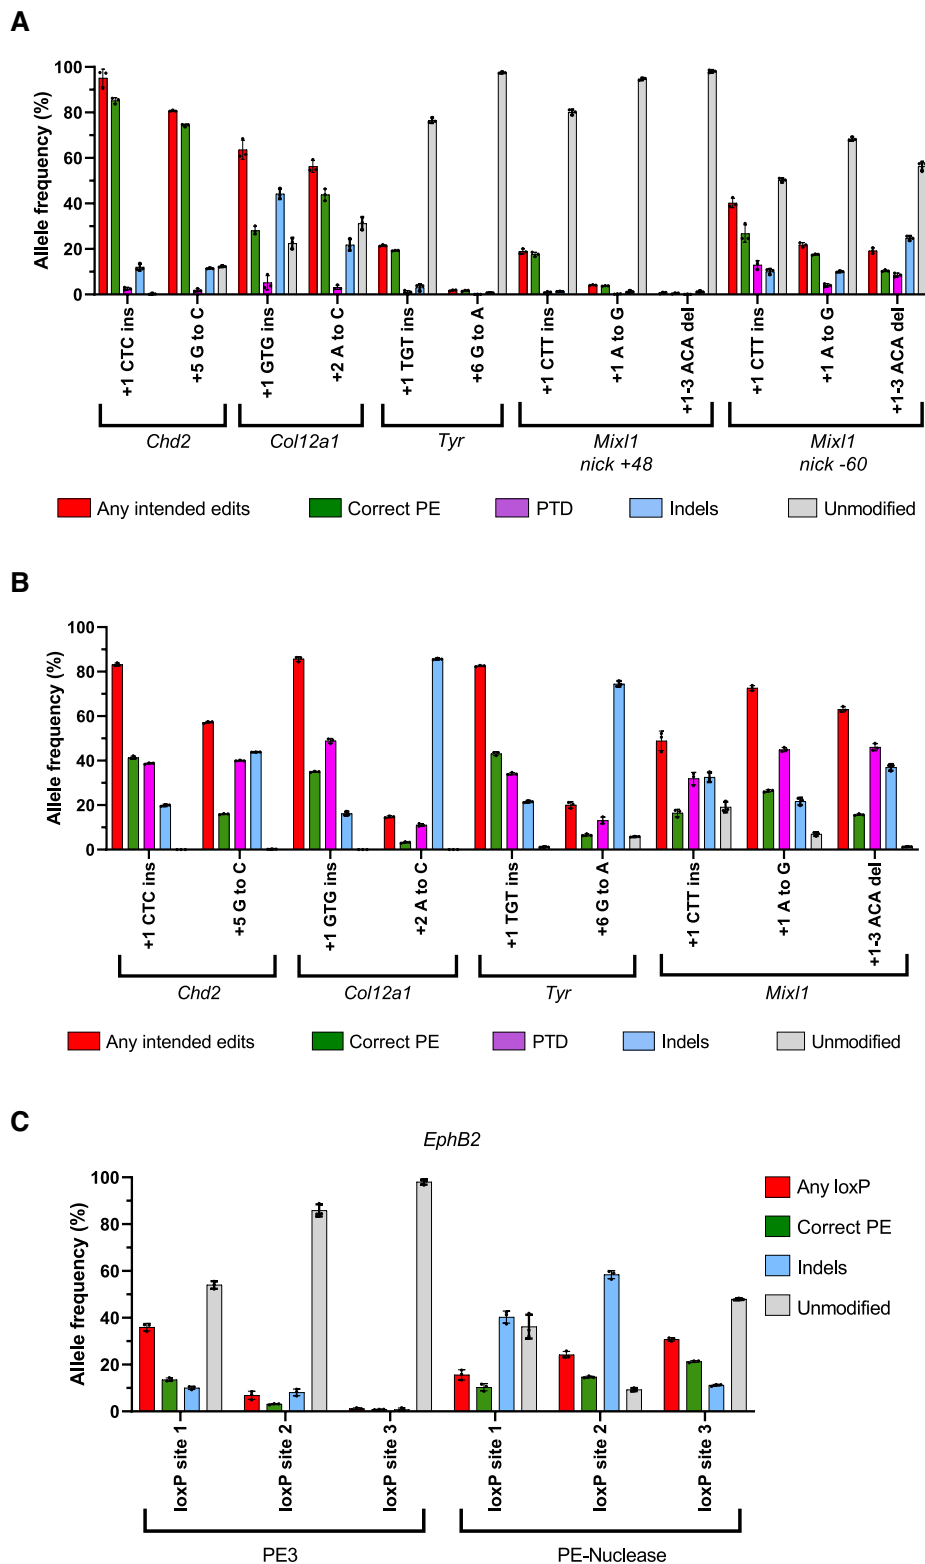 A
Allele frequency (%)
100
80
60
40
20
0
+1 CTC ins
+5 G to C
+1 GTG ins
+2 A to C
+1 TGT ins
+6 G to A
+1 CTT ins
+1 A to G
+1-3 ACA del
+1 CTT ins
+1 A to G
+1-3 ACA del
Chd2
Col12a1
Tyr
Mixl1
nick +48
Mixl1
nick -60
Any intended edits
Correct PE
PTD
Indels
Unmodified
B
Allele frequency (%)
100
80
60
40
20
0
+1 CTC ins
+5 G to C
+1 GTG ins
+2 A to C
+1 TGT ins
+6 G to A
+1 CTT ins
+1 A to G
+1-3 ACA del
Chd2
Col12a1
Tyr
Mixl1
Any intended edits
Correct PE
PTD
Indels
Unmodified
C
EphB2
Allele frequency (%)
100
80
60
40
20
0
loxP site 1
loxP site 2
loxP site 3
loxP site 1
loxP site 2
loxP site 3
PE3
PE-Nuclease
Any loxP
Correct PE
Indels
Unmodified